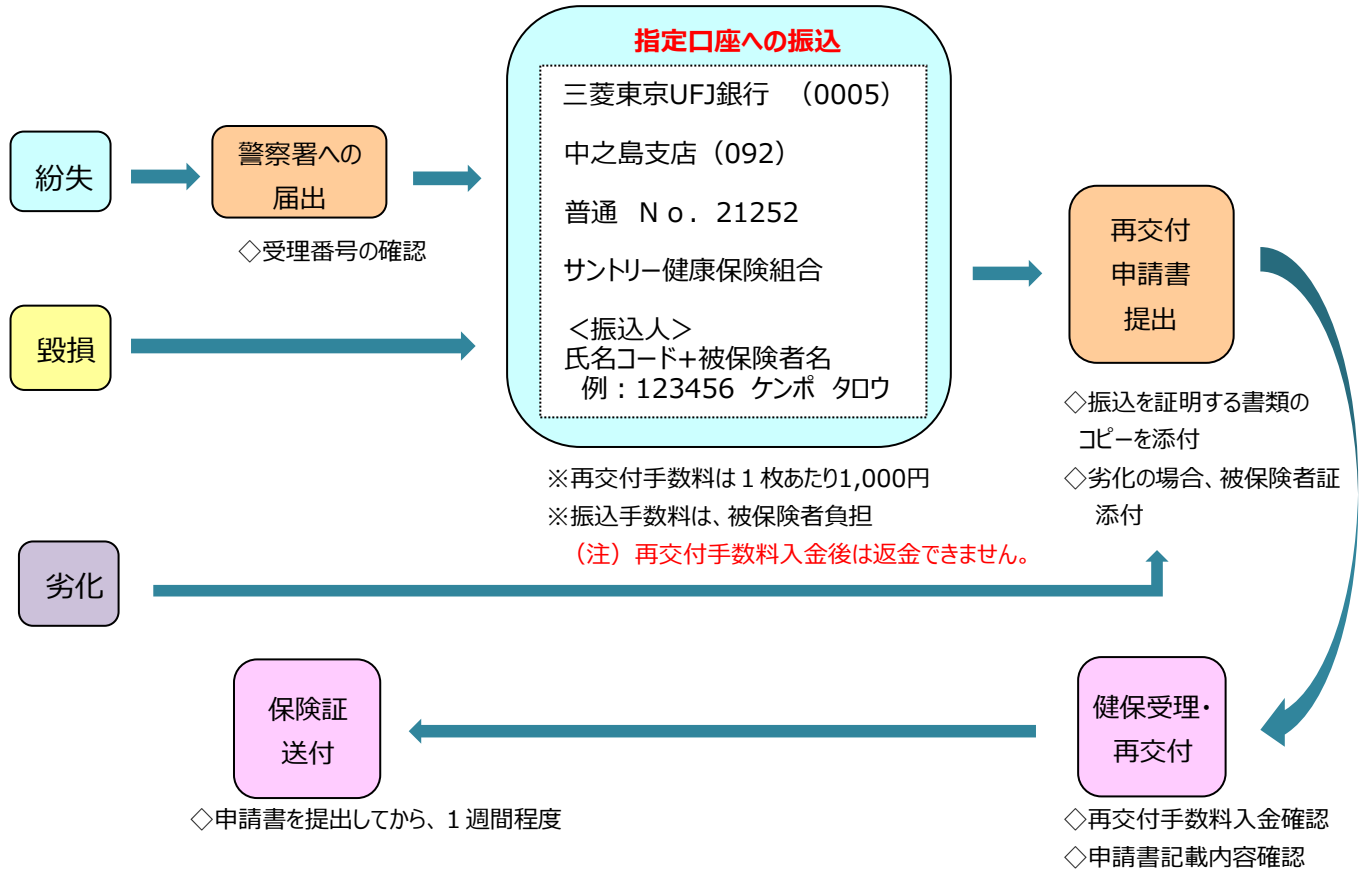 指定口座への振込
三菱東京UFJ銀行 （0005）
中之島支店（092）
普通 Ｎｏ．21252
サントリー健康保険組合
＜振込人＞
氏名コード+被保険者名
例：123456 ケンポ タロウ
紛失
警察署への
届出
◇受理番号の確認
毀損
※再交付手数料は１枚あたり1,000円
※振込手数料は、被保険者負担
（注）再交付手数料入金後は返金できません。
再交付
申請書
提出
◇振込を証明する書類の
コピーを添付
◇劣化の場合、被保険者証
添付
劣化
保険証
送付
◇申請書を提出してから、１週間程度
健保受理・
再交付
◇再交付手数料入金確認
◇申請書記載内容確認